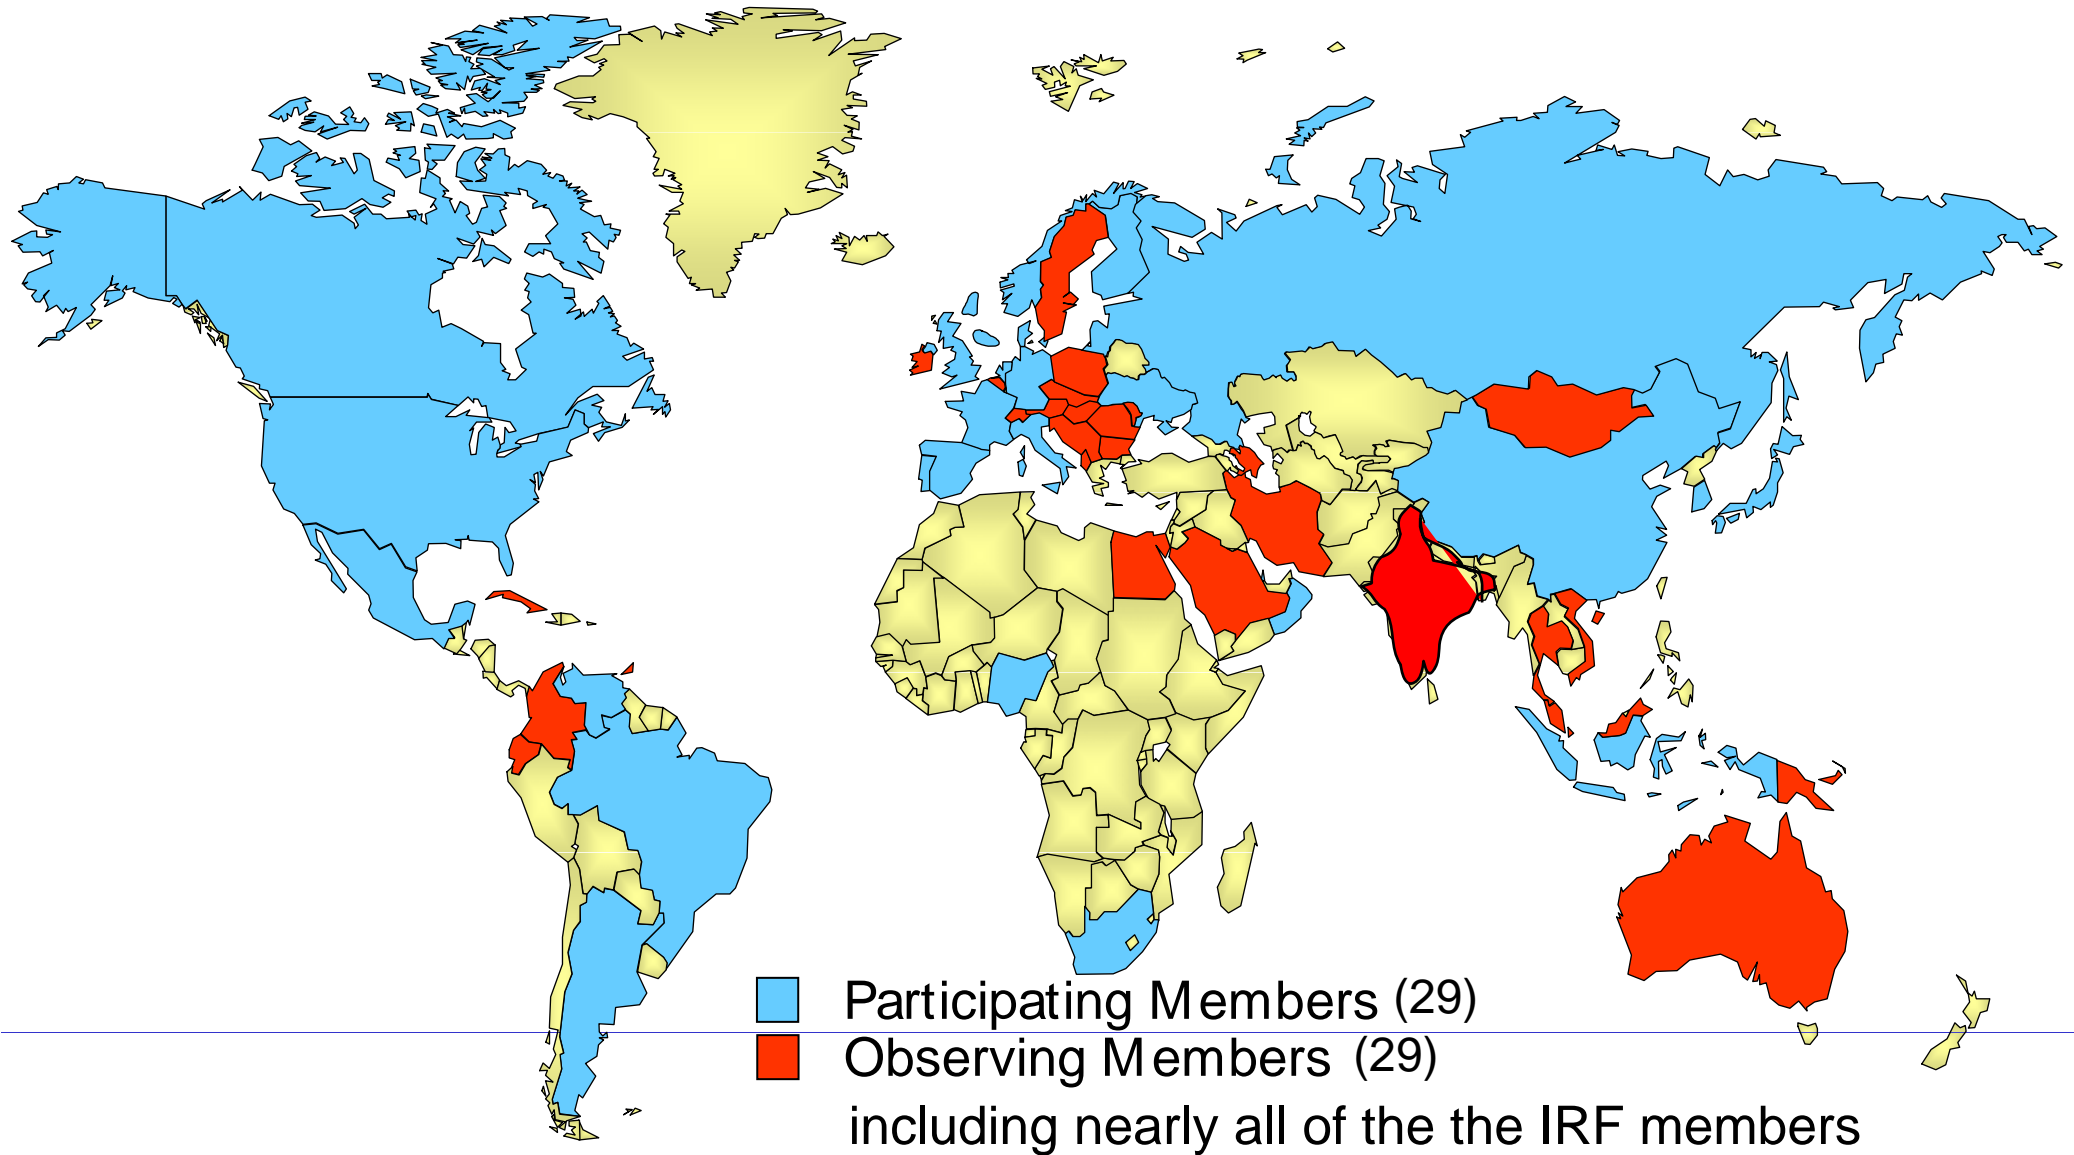 Participating Members (29)
Observing Members (29)
including nearly all of the the IRF members